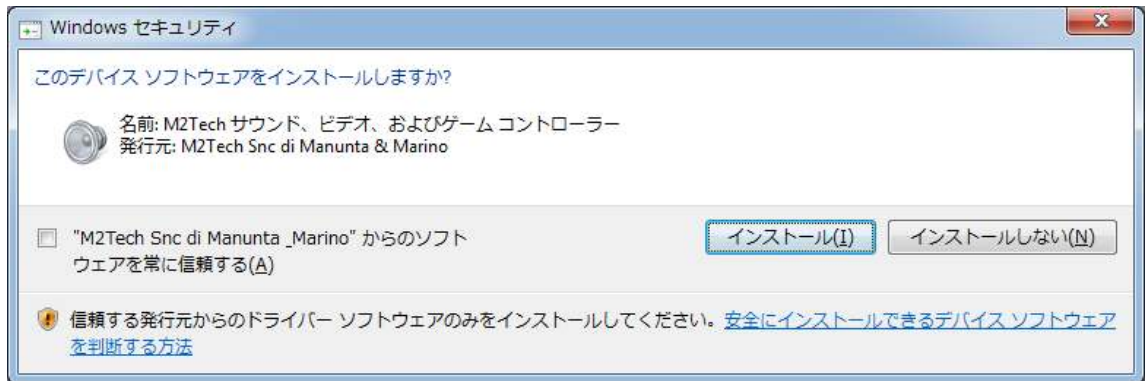 Windows セキュリティ
このデバイス ソフトウェアをインストールしますか?
名前: M2Tech サウンド、ビデオ、およびゲーム コントローラー
発行元: M2Tech Snc di Manunta & Marino
"M2Tech Snc di Manunta _Marino" からのソフト
ウェアを常に信頼する(A)
インストール(I)
インストールしない(N)
信頼する発行元からのドライバー ソフトウェアのみをインストールしてください。安全にインストールできるデバイス ソフトウェア
を判断する方法